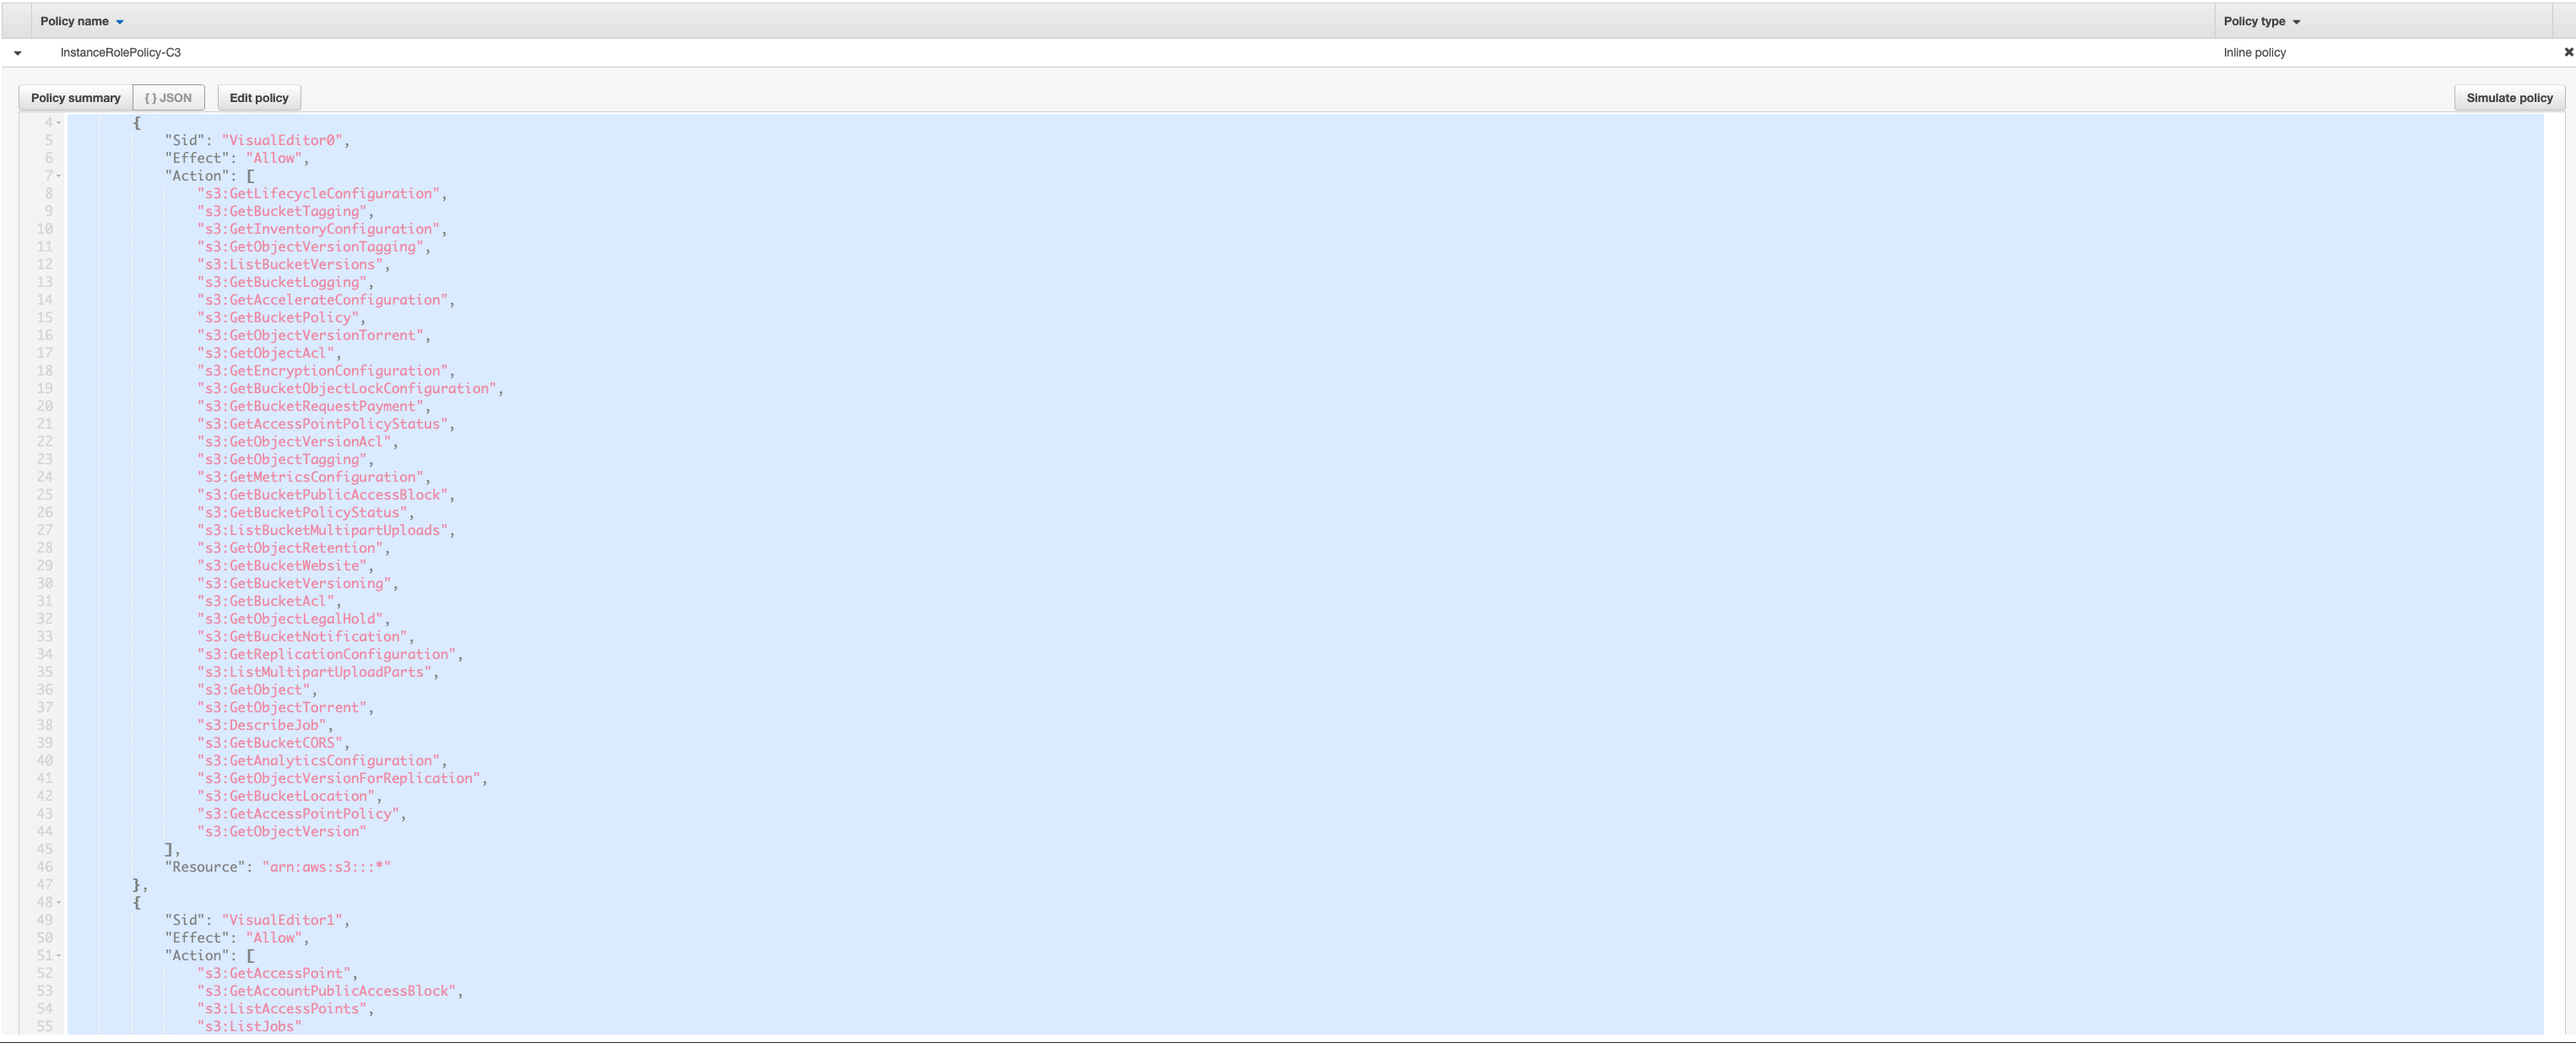 Policy name Policy type
InstanceRolePolicy-C3 Inline policy
Policy summary { } JSON Edit policy Simulate policy
4 {
5 "Sid": "VisualEditor0",
6 "Effect": "Allow",
7 "Action": [
8 "s3:GetLifecycleConfiguration",
9 "s3:GetBucketTagging",
10 "s3:GetInventoryConfiguration",
11 "s3:GetObjectVersionTagging",
12 "s3:ListBucketVersions",
13 "s3:GetBucketLogging",
14 "s3:GetAccelerateConfiguration",
15 "s3:GetBucketPolicy",
16 "s3:GetObjectVersionTorrent",
17 "s3:GetObjectAcl",
18 "s3:GetEncryptionConfiguration",
19 "s3:GetBucketObjectLockConfiguration",
20 "s3:GetBucketRequestPayment",
21 "s3:GetAccessPointPolicyStatus",
22 "s3:GetObjectVersionAcl",
23 "s3:GetObjectTagging",
24 "s3:GetMetricsConfiguration",
25 "s3:GetBucketPublicAccessBlock",
26 "s3:GetBucketPolicyStatus",
27 "s3:ListBucketMultipartUploads",
28 "s3:GetObjectRetention",
29 "s3:GetBucketWebsite",
30 "s3:GetBucketVersioning",
31 "s3:GetBucketAcl",
32 "s3:GetObjectLegalHold",
33 "s3:GetBucketNotification",
34 "s3:GetReplicationConfiguration",
35 "s3:ListMultipartUploadParts",
36 "s3:GetObject",
37 "s3:GetObjectTorrent",
38 "s3:DescribeJob",
39 "s3:GetBucketCORS",
40 "s3:GetAnalyticsConfiguration",
41 "s3:GetObjectVersionForReplication",
42 "s3:GetBucketLocation",
43 "s3:GetAccessPointPolicy",
44 "s3:GetObjectVersion"
45 ],
46 "Resource": "arn:aws:s3:::*"
47 },
48 {
49 "Sid": "VisualEditor1",
50 "Effect": "Allow",
51 "Action": [
52 "s3:GetAccessPoint",
53 "s3:GetAccountPublicAccessBlock",
54 "s3:ListAccessPoints",
55 "s3:ListJobs"